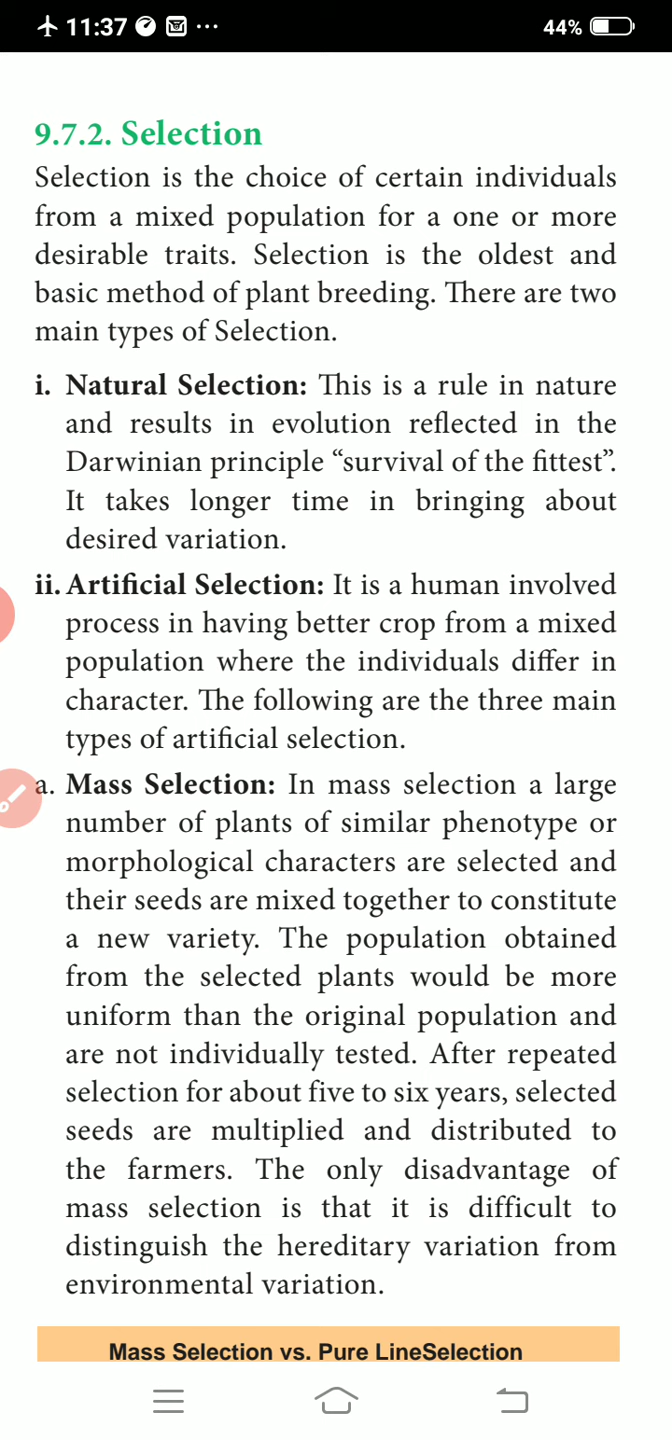 11:37 ... 44%
9.7.2. Selection
Selection is the choice of certain individuals
from a mixed population for a one or more
desirable traits. Selection is the oldest and
basic method of plant breeding. There are two
main types of Selection.
i. Natural Selection: This is a rule in nature
and results in evolution reflected in the
Darwinian principle “survival of the fittest”.
It takes longer time in bringing about
desired variation.
ii. Artificial Selection: It is a human involved
process in having better crop from a mixed
population where the individuals differ in
character. The following are the three main
types of artificial selection.
a. Mass Selection: In mass selection a large
number of plants of similar phenotype or
morphological characters are selected and
their seeds are mixed together to constitute
a new variety. The population obtained
from the selected plants would be more
uniform than the original population and
are not individually tested. After repeated
selection for about five to six years, selected
seeds are multiplied and distributed to
the farmers. The only disadvantage of
mass selection is that it is difficult to
distinguish the hereditary variation from
environmental variation.
Mass Selection vs. Pure LineSelection